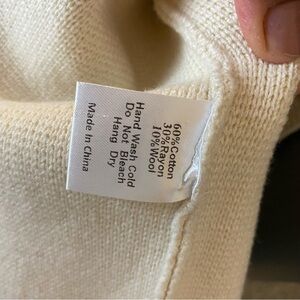 60%Cotton
30%Rayon
10%Wool
Hand Wash Cold
Do Not Bleach
Hang Dry
Made In China